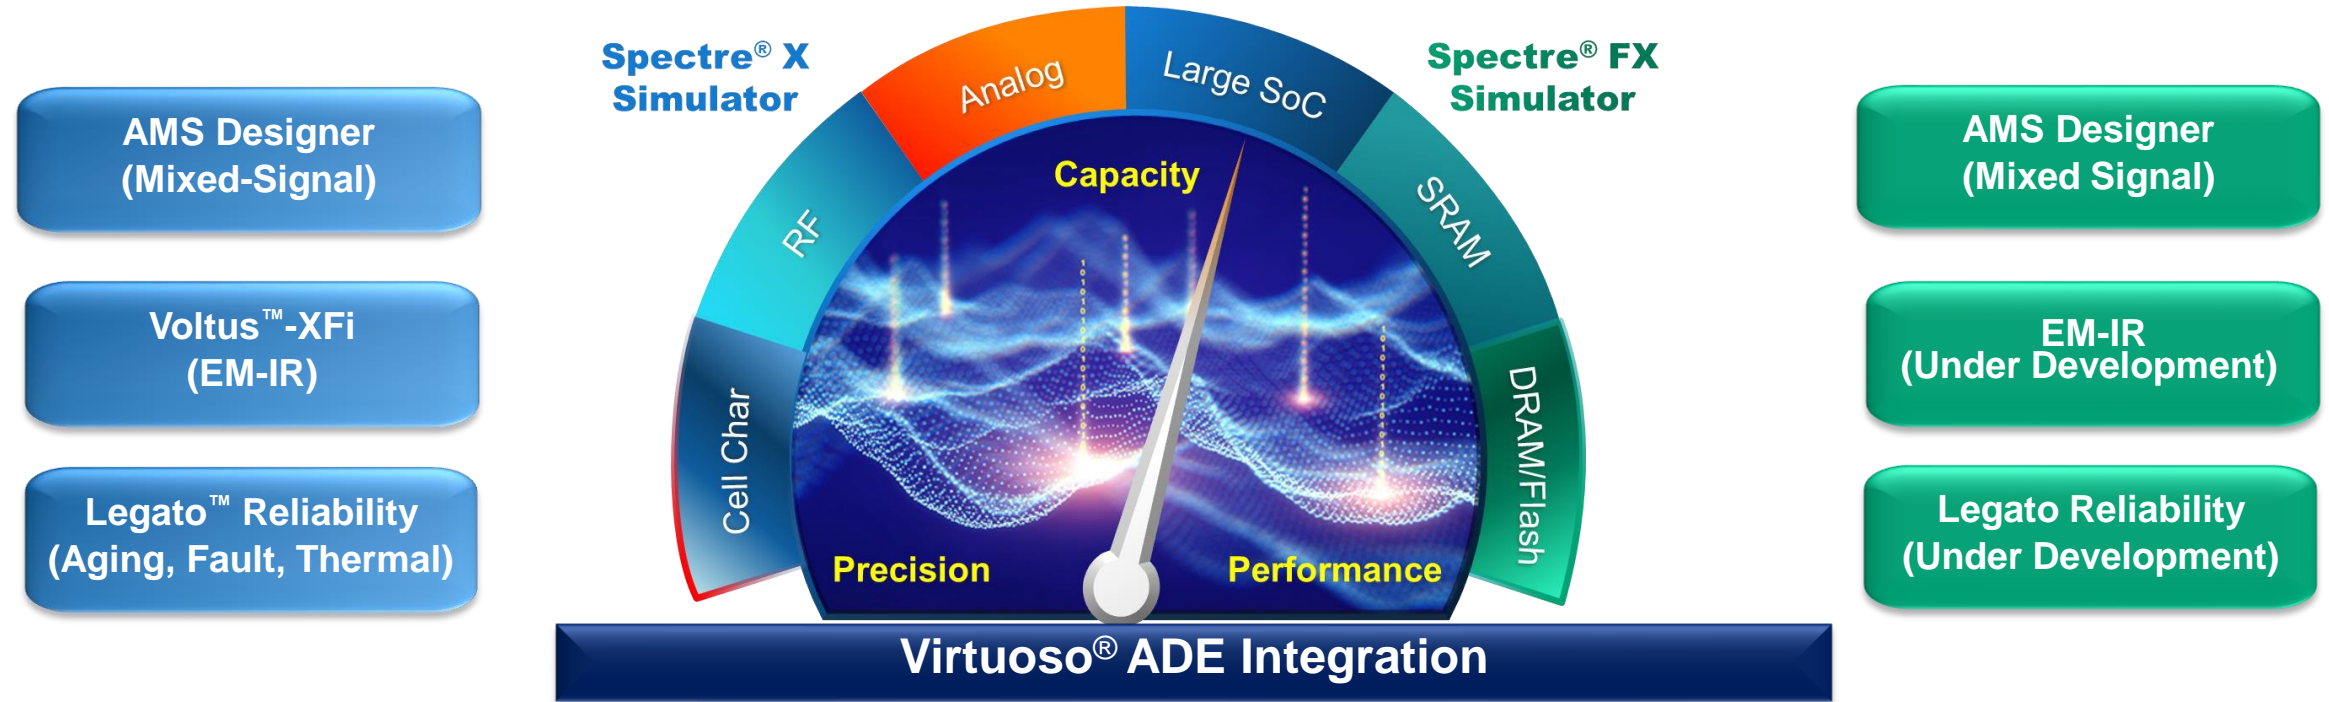 AMS Designer
(Mixed-Signal)
Voltus™-XFi
(EM-IR)
Legato™ Reliability
(Aging, Fault, Thermal)
Spectre® X
Simulator
Spectre® FX
Simulator
Cell Char
RF
Analog
Large SoC
SRAM
DRAM/Flash
Capacity
Precision
Performance
Virtuoso® ADE Integration
AMS Designer
(Mixed Signal)
EM-IR
(Under Development)
Legato Reliability
(Under Development)